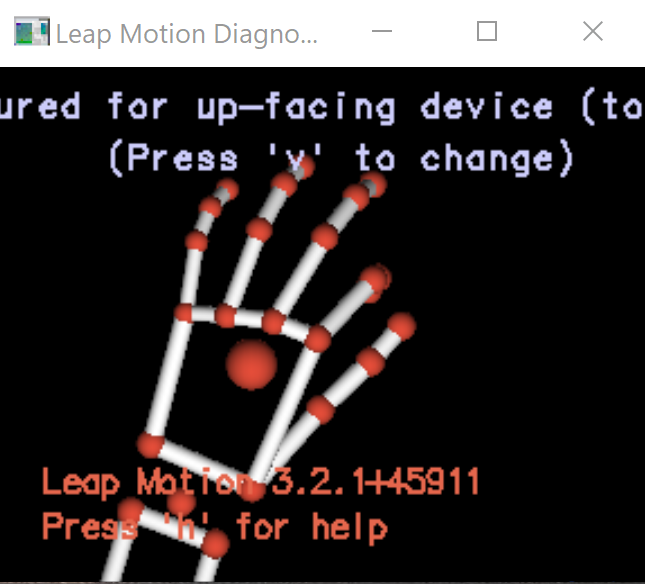 Leap Motion Diagno...
ured for up-facing device (to
(Press 'v' to change)
Leap Motion 3.2.1+45911
Press 'h' for help